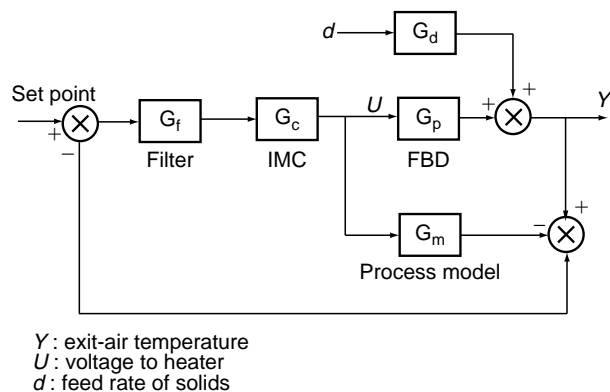 d
G_d
Set point
+
−
G_f
Filter
G_c
IMC
U
G_p
FBD
+
+
Y
G_m
Process model
−
+
Y : exit-air temperature
U : voltage to heater
d : feed rate of solids